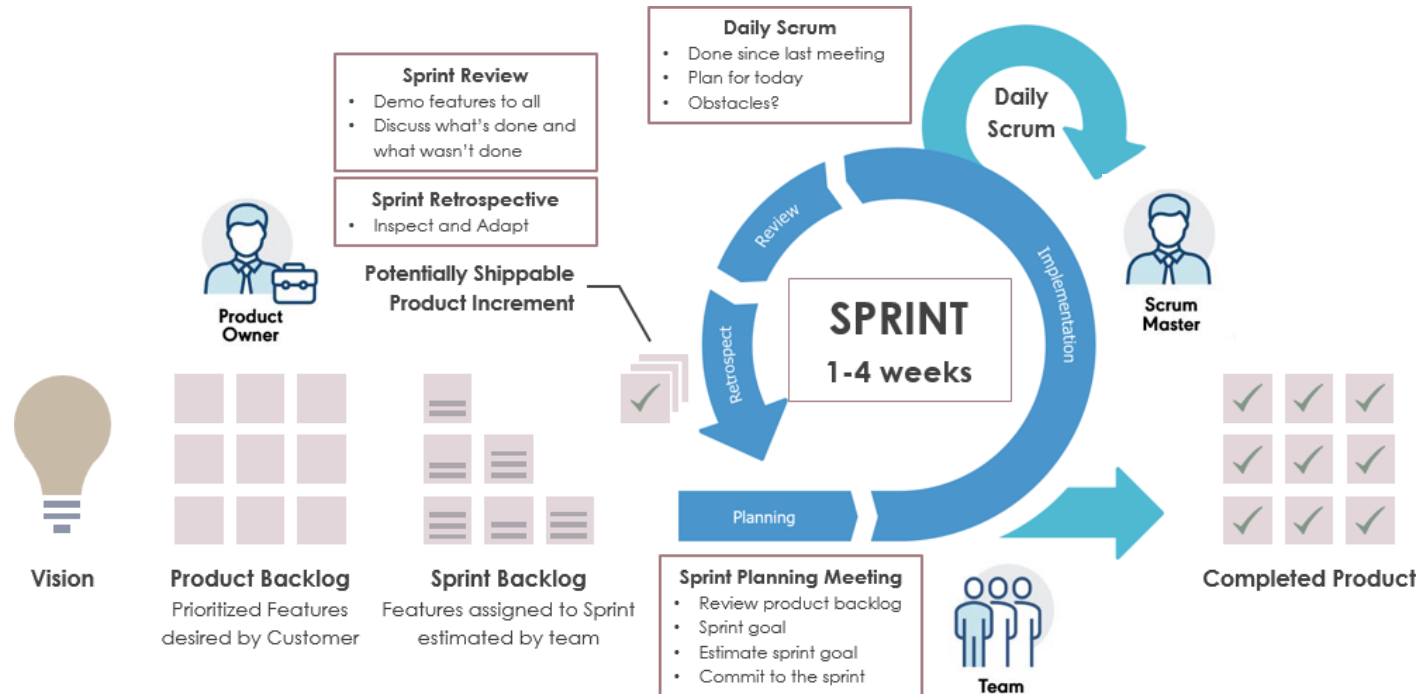 Daily Scrum
• Done since last meeting
• Plan for today
• Obstacles?
Sprint Review
• Demo features to all
• Discuss what's done and
what wasn't done
Daily
Scrum
Sprint Retrospective
• Inspect and Adapt
Product
Owner
Potentially Shippable
Product Increment
Review
Retrospect
Implementation
Planning
SPRINT
1-4 weeks
Scrum
Master
Vision
Product Backlog
Prioritized Features
desired by Customer
Sprint Backlog
Features assigned to Sprint
estimated by team
Sprint Planning Meeting
• Review product backlog
• Sprint goal
• Estimate sprint goal
• Commit to the sprint
Team
Completed Product